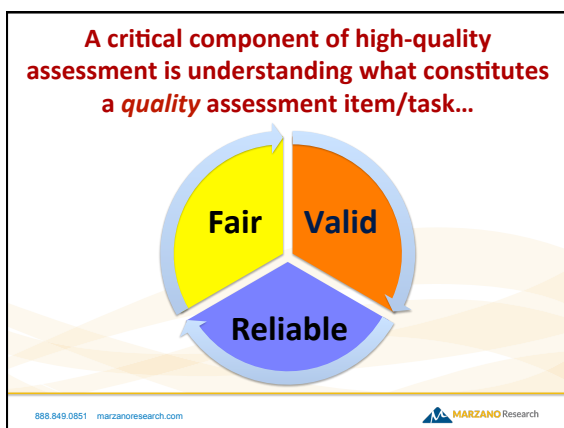 A critical component of high-quality
assessment is understanding what constitutes
a quality assessment item/task…
Fair
Valid
Reliable
888.849.0851 marzanoresearch.com
MARZANO Research